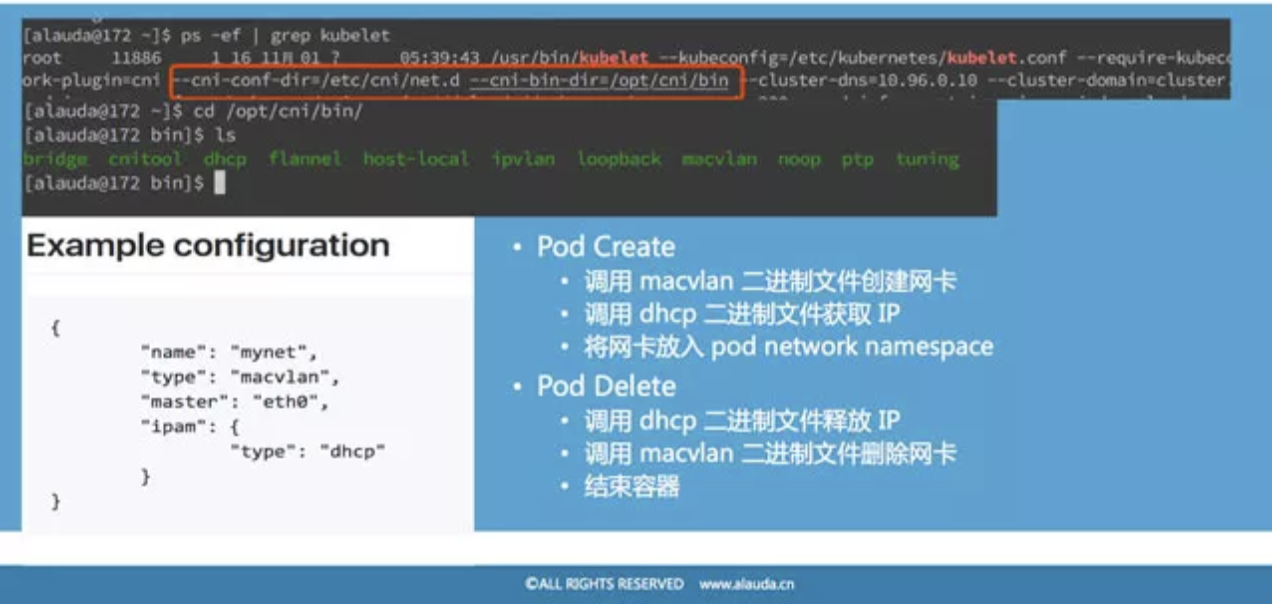 [alauda@172 ~]$ ps -ef | grep kubelet
root 11886 1 16 11月01 ? 05:39:43 /usr/bin/kubelet --kubeconfig=/etc/kubernetes/kubelet.conf --require-kubeco
ork-plugin=cni --cni-conf-dir=/etc/cni/net.d --cni-bin-dir=/opt/cni/bin --cluster-dns=10.96.0.10 --cluster-domain=cluster.
[alauda@172 ~]$ cd /opt/cni/bin/
[alauda@172 bin]$ ls
bridge cnitool dhcp flannel host-local ipvlan loopback macvlan noop ptp tuning
[alauda@172 bin]$
Example configuration
{
"name": "mynet",
"type": "macvlan",
"master": "eth0",
"ipam": {
"type": "dhcp"
}
}
• Pod Create
• 调用 macvlan 二进制文件创建网卡
• 调用 dhcp 二进制文件获取 IP
• 将网卡放入 pod network namespace
• Pod Delete
• 调用 dhcp 二进制文件释放 IP
• 调用 macvlan 二进制文件删除网卡
• 结束容器
©ALL RIGHTS RESERVED www.alauda.cn